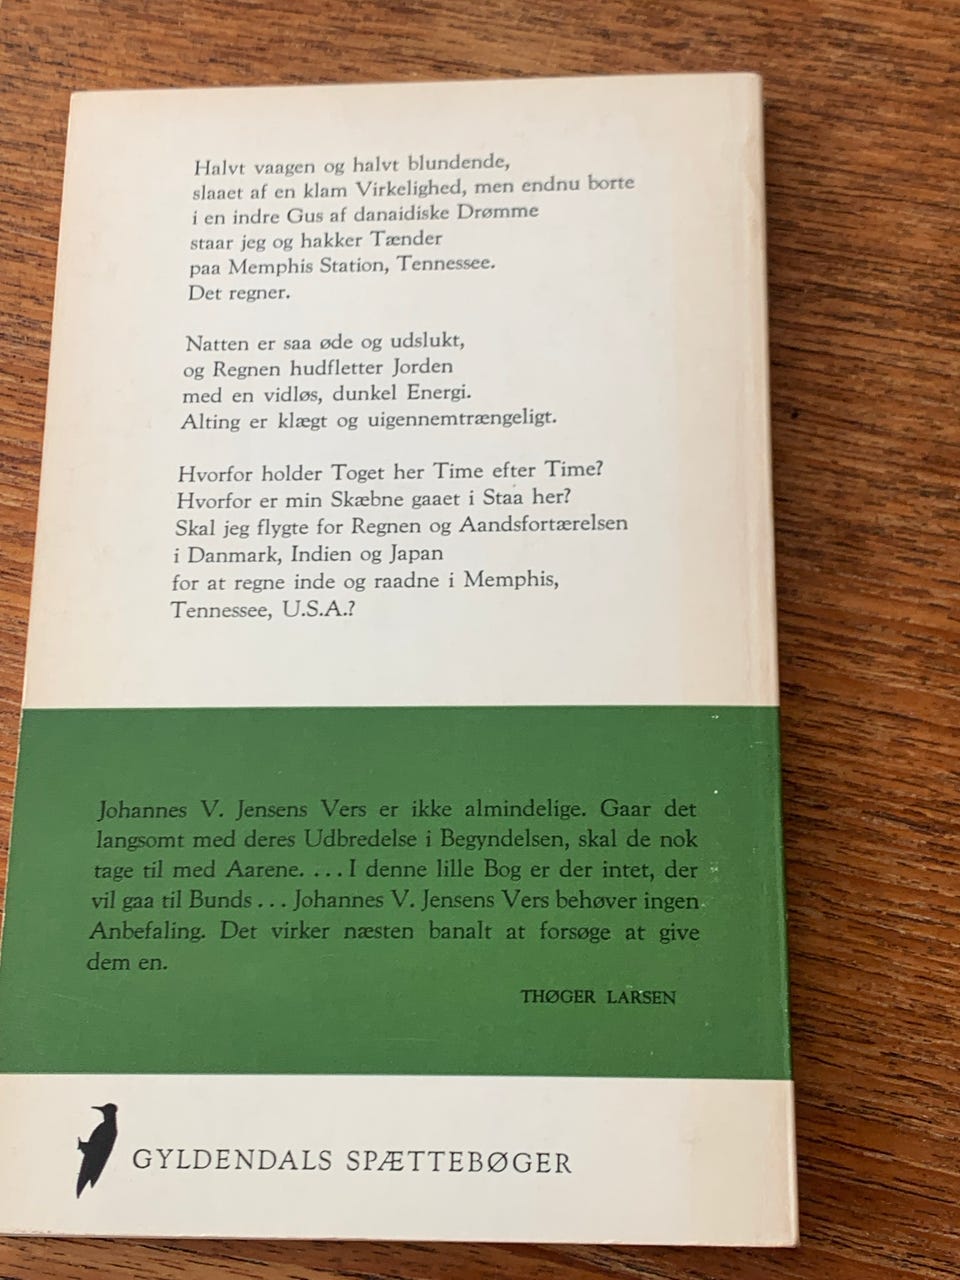 Halvt vaagen og halvt blundende,
slaaet af en klam Virkelighed, men endnu borte
i en indre Gus af danaidiske Drømme
staar jeg og hakker Tænder
paa Memphis Station, Tennessee.
Det regner.
Natten er saa øde og udslukt,
og Regnen hudfletter Jorden
med en vidløs, dunkel Energi.
Alting er klægt og uigennemtrængeligt.
Hvorfor holder Toget her Time efter Time?
Hvorfor er min Skæbne gaaet i Staa her?
Skal jeg flygte for Regnen og Aandsfortærelsen
i Danmark, Indien og Japan
for at regne inde og raadne i Memphis,
Tennessee, U.S.A.?
Johannes V. Jensens Vers er ikke almindelige. Gaar det
langsomt med deres Udbredelse i Begyndelsen, skal de nok
tage til med Aarene. ... I denne lille Bog er der intet, der
vil gaa til Bunds ... Johannes V. Jensens Vers behøver ingen
Anbefaling. Det virker næsten banalt at forsøge at give
dem en.
THØGER LARSEN
GYLDENDALS SPÆTTEBØGER